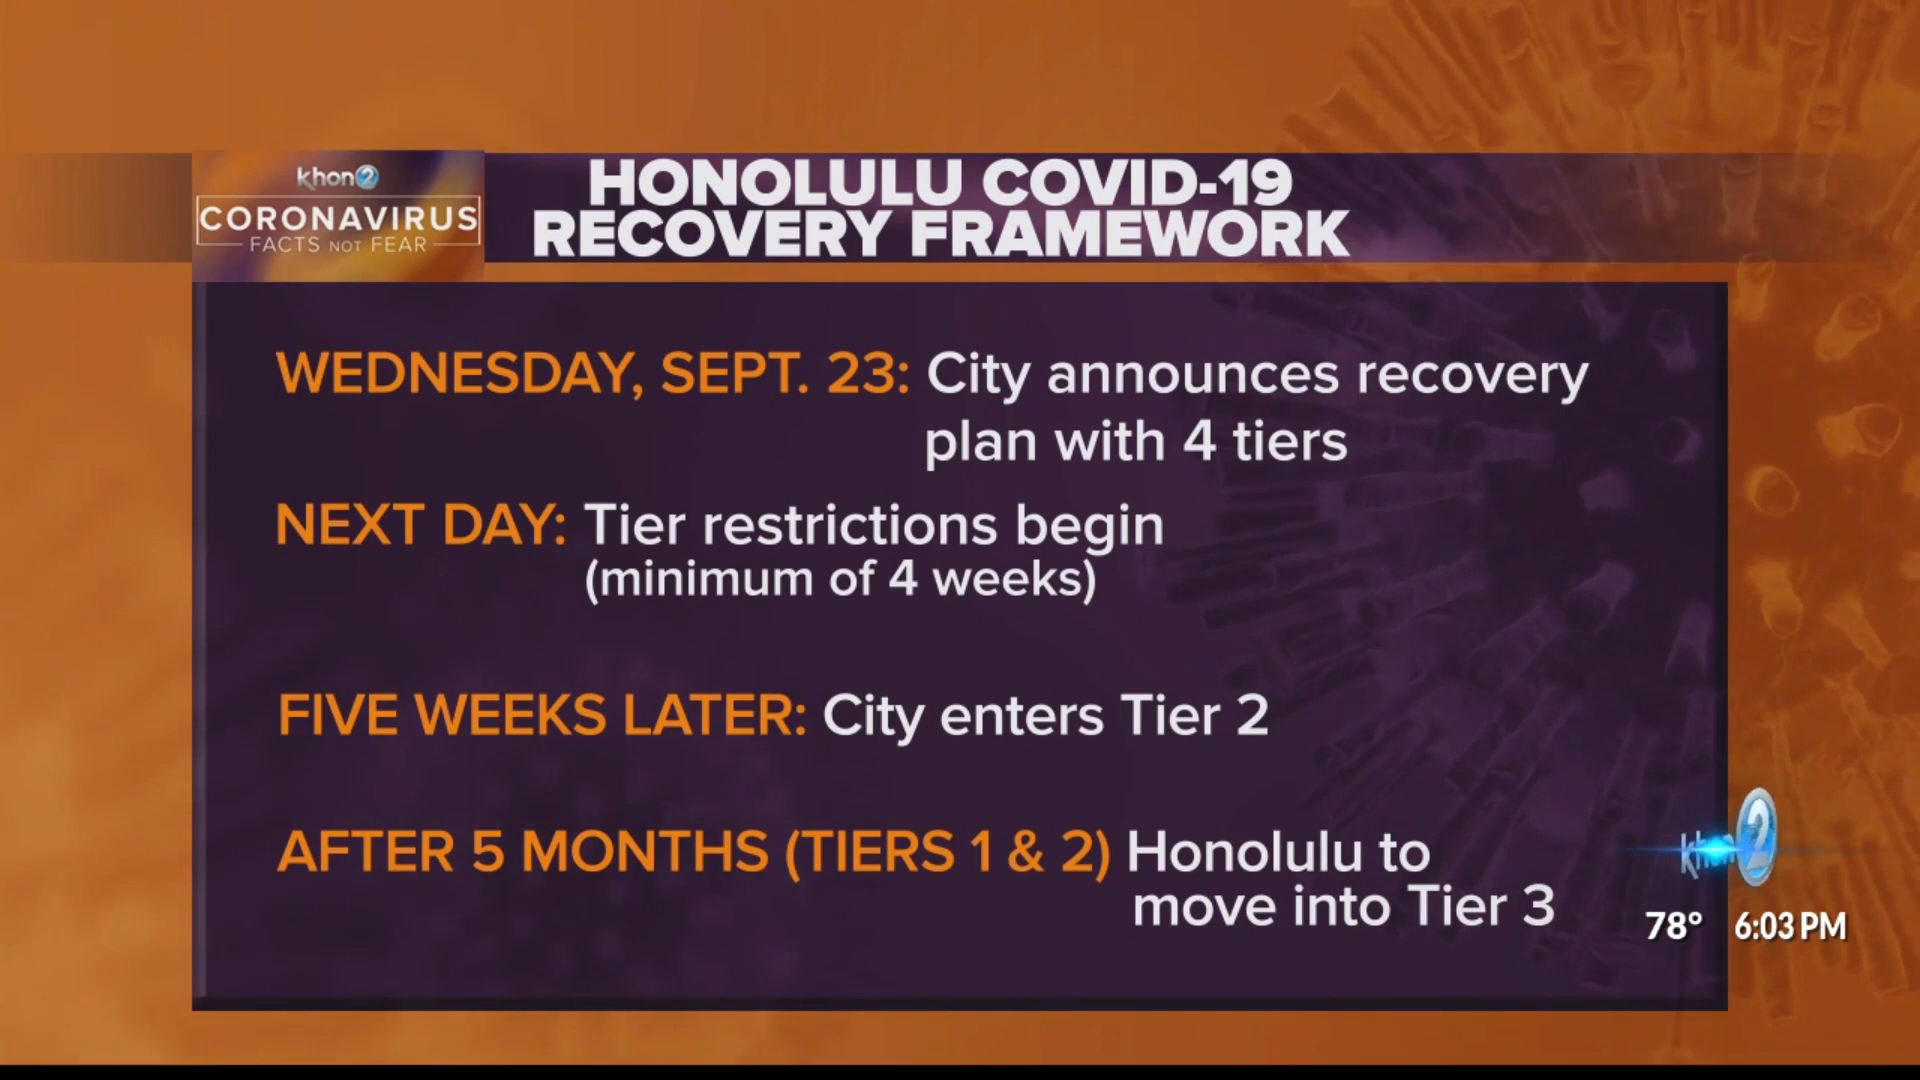 khon2
CORONAVIRUS
FACTS NOT FEAR
HONOLULU COVID-19
RECOVERY FRAMEWORK
WEDNESDAY, SEPT. 23: City announces recovery
plan with 4 tiers
NEXT DAY: Tier restrictions begin
(minimum of 4 weeks)
FIVE WEEKS LATER: City enters Tier 2
AFTER 5 MONTHS (TIERS 1 & 2) Honolulu to
move into Tier 3
khon2
78° 6:03 PM